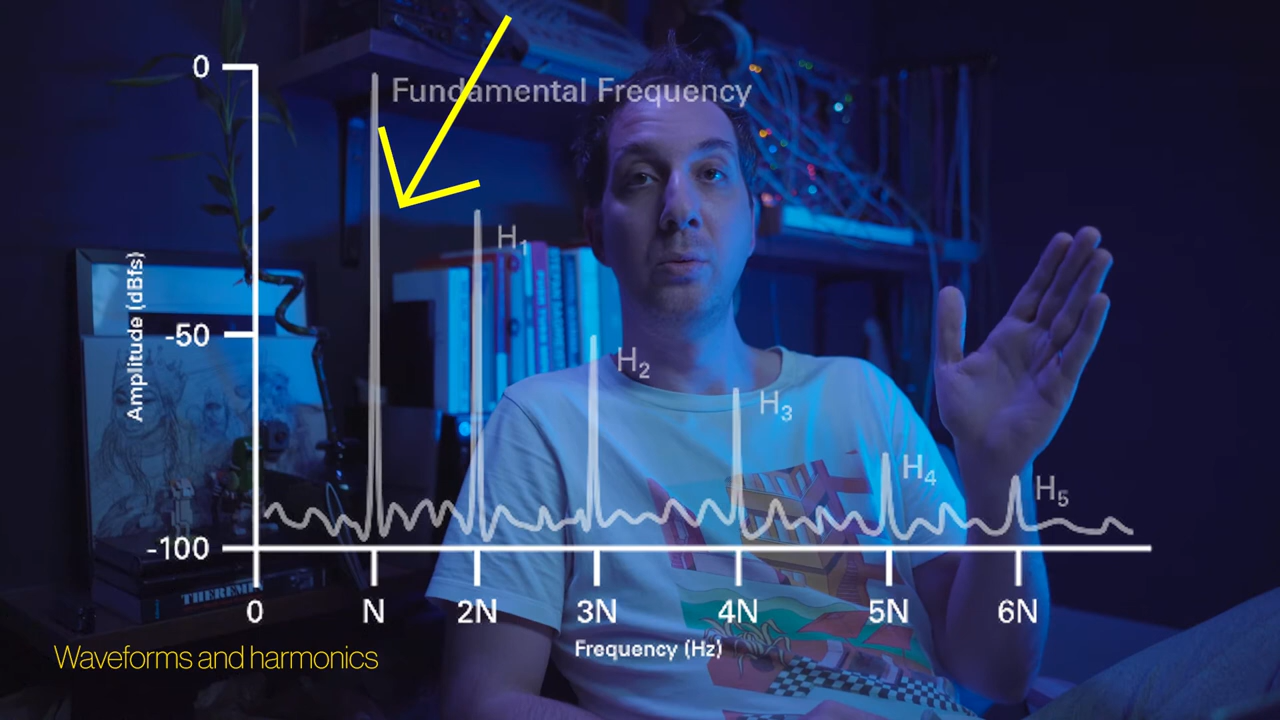 0
Fundamental Frequency
H₁
Amplitude (dBfs)
-50
H₂
H₃
H₄
H₅
-100
0 N 2N 3N 4N 5N 6N
THEREMI
Frequency (Hz)
Waveforms and harmonics